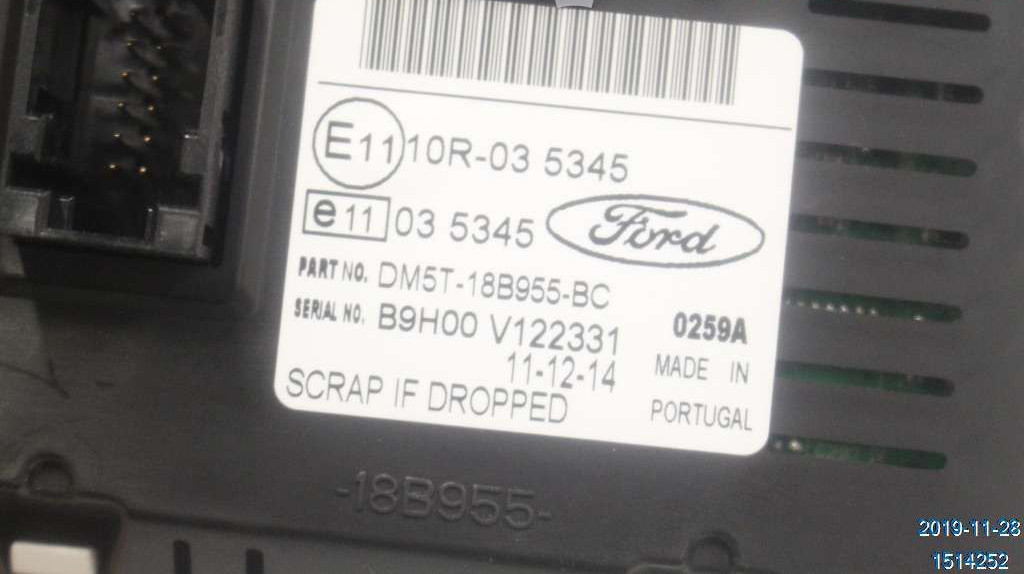 E11 10R-03 5345
e11 03 5345 Ford
PART NO. DM5T-18B955-BC
SERIAL NO. B9H00 V122331 0259A
11-12-14 MADE IN
SCRAP IF DROPPED PORTUGAL
-18B955-
2019-11-28
1514252